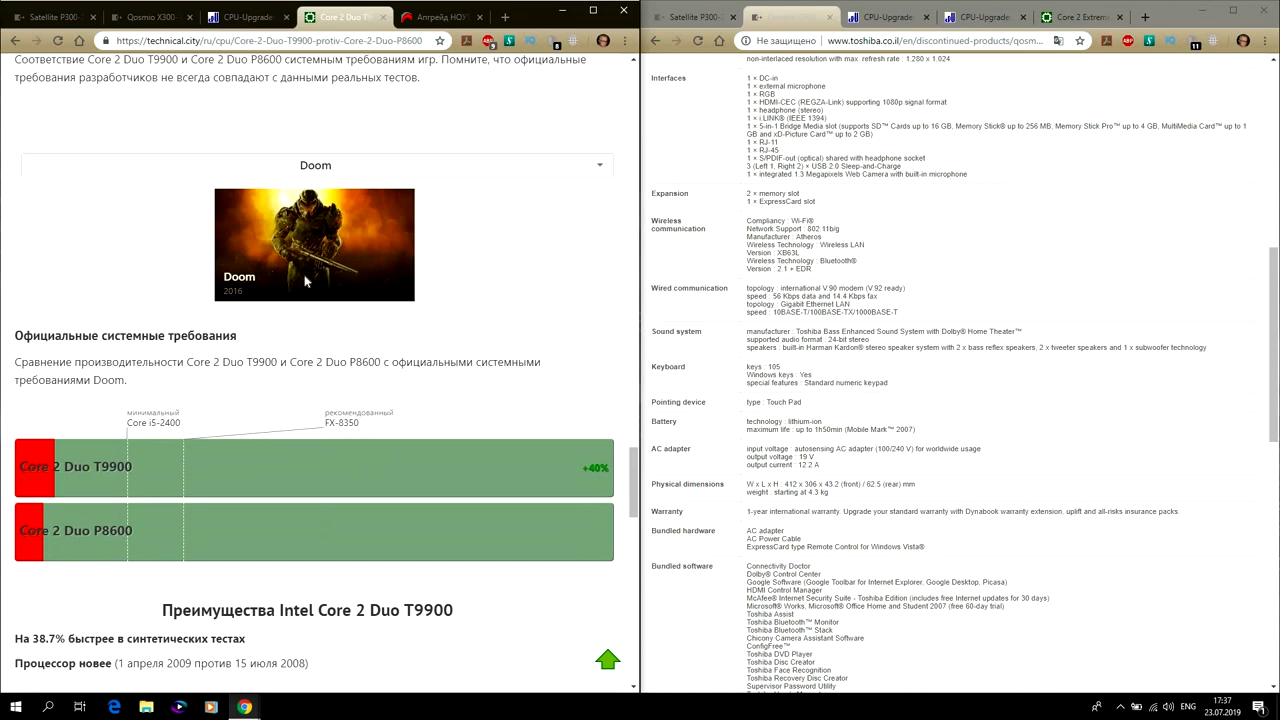 Satellite P300-
Qosmio X300-
CPU-Upgrade
Core 2 Duo T9
Апгрейд НОУ
https://technical.city/ru/cpu/Core-2-Duo-T9900-protiv-Core-2-Duo-P8600
9
8
Соответствие Core 2 Duo T9900 и Core 2 Duo P8600 системным требованиям игр. Помните, что официальные
требования разработчиков не всегда совпадают с данными реальных тестов.
Doom
Doom
2016
Официальные системные требования
Сравнение производительности Core 2 Duo T9900 и Core 2 Duo P8600 с официальными системными
требованиями Doom.
минимальный
Core i5-2400
рекомендованный
FX-8350
Core 2 Duo T9900
+40%
Core 2 Duo P8600
Преимущества Intel Core 2 Duo T9900
На 38.7% быстрее в синтетических тестах
Процессор новее (1 апреля 2009 против 15 июля 2008)
Satellite P300-
CPU-Upgrade
CPU-Upgrade
Core 2 Extrem
Не защищено
www.toshiba.co.il/en/discontinued-products/qosm...
ABP
11
non-interlaced resolution with max refresh rate : 1.280 x 1.024
Interfaces
1 × DC-in
1 × external microphone
1 × RGB
1 × HDMI-CEC (REGZA-Link) supporting 1080p signal format
1 × headphone (stereo)
1 × i.LINK® (IEEE 1394)
1 × 5-in-1 Bridge Media slot (supports SD™ Cards up to 16 GB, Memory Stick® up to 256 MB, Memory Stick Pro™ up to 4 GB, MultiMedia Card™ up to 1
GB and xD-Picture Card™ up to 2 GB)
1 × RJ-11
1 × RJ-45
1 × S/PDIF-out (optical) shared with headphone socket
3 (Left 1, Right 2) × USB 2.0 Sleep-and-Charge
1 × integrated 1.3 Megapixels Web Camera with built-in microphone
Expansion
2 × memory slot
1 × ExpressCard slot
Wireless
communication
Compliancy : Wi-Fi®
Network Support : 802.11b/g
Manufacturer : Atheros
Wireless Technology : Wireless LAN
Version : XB63L
Wireless Technology : Bluetooth®
Version : 2.1 + EDR
Wired communication
topology : international V.90 modem (V.92 ready)
speed : 56 Kbps data and 14.4 Kbps fax
topology : Gigabit Ethernet LAN
speed : 10BASE-T/100BASE-TX/1000BASE-T
Sound system
manufacturer : Toshiba Bass Enhanced Sound System with Dolby® Home Theater™
supported audio format : 24-bit stereo
speakers : built-in Harman Kardon® stereo speaker system with 2 x bass reflex speakers, 2 x tweeter speakers and 1 x subwoofer technology
Keyboard
keys : 105
Windows keys : Yes
special features : Standard numeric keypad
Pointing device
type : Touch Pad
Battery
technology : lithium-ion
maximum life : up to 1h50min (Mobile Mark™ 2007)
AC adapter
input voltage : autosensing AC adapter (100/240 V) for worldwide usage
output voltage : 19 V
output current : 12.2 A
Physical dimensions
W x L x H : 412 x 306 x 43.2 (front) / 62.5 (rear) mm
weight : starting at 4.3 kg
Warranty
1-year international warranty. Upgrade your standard warranty with Dynabook warranty extension, uplift and all-risks insurance packs.
Bundled hardware
AC adapter
AC Power Cable
ExpressCard type Remote Control for Windows Vista®
Bundled software
Connectivity Doctor
Dolby® Control Center
Google Software (Google Toolbar for Internet Explorer, Google Desktop, Picasa)
HDMI Control Manager
McAfee® Internet Security Suite - Toshiba Edition (includes free Internet updates for 30 days)
Microsoft® Works, Microsoft® Office Home and Student 2007 (free 60-day trial)
Toshiba Assist
Toshiba Bluetooth™ Monitor
Toshiba Bluetooth™ Stack
Chicony Camera Assistant Software
ConfigFree™
Toshiba DVD Player
Toshiba Disc Creator
Toshiba Face Recognition
Toshiba Recovery Disc Creator
Supervisor Password Utility
ENG
17:37
23.07.2019